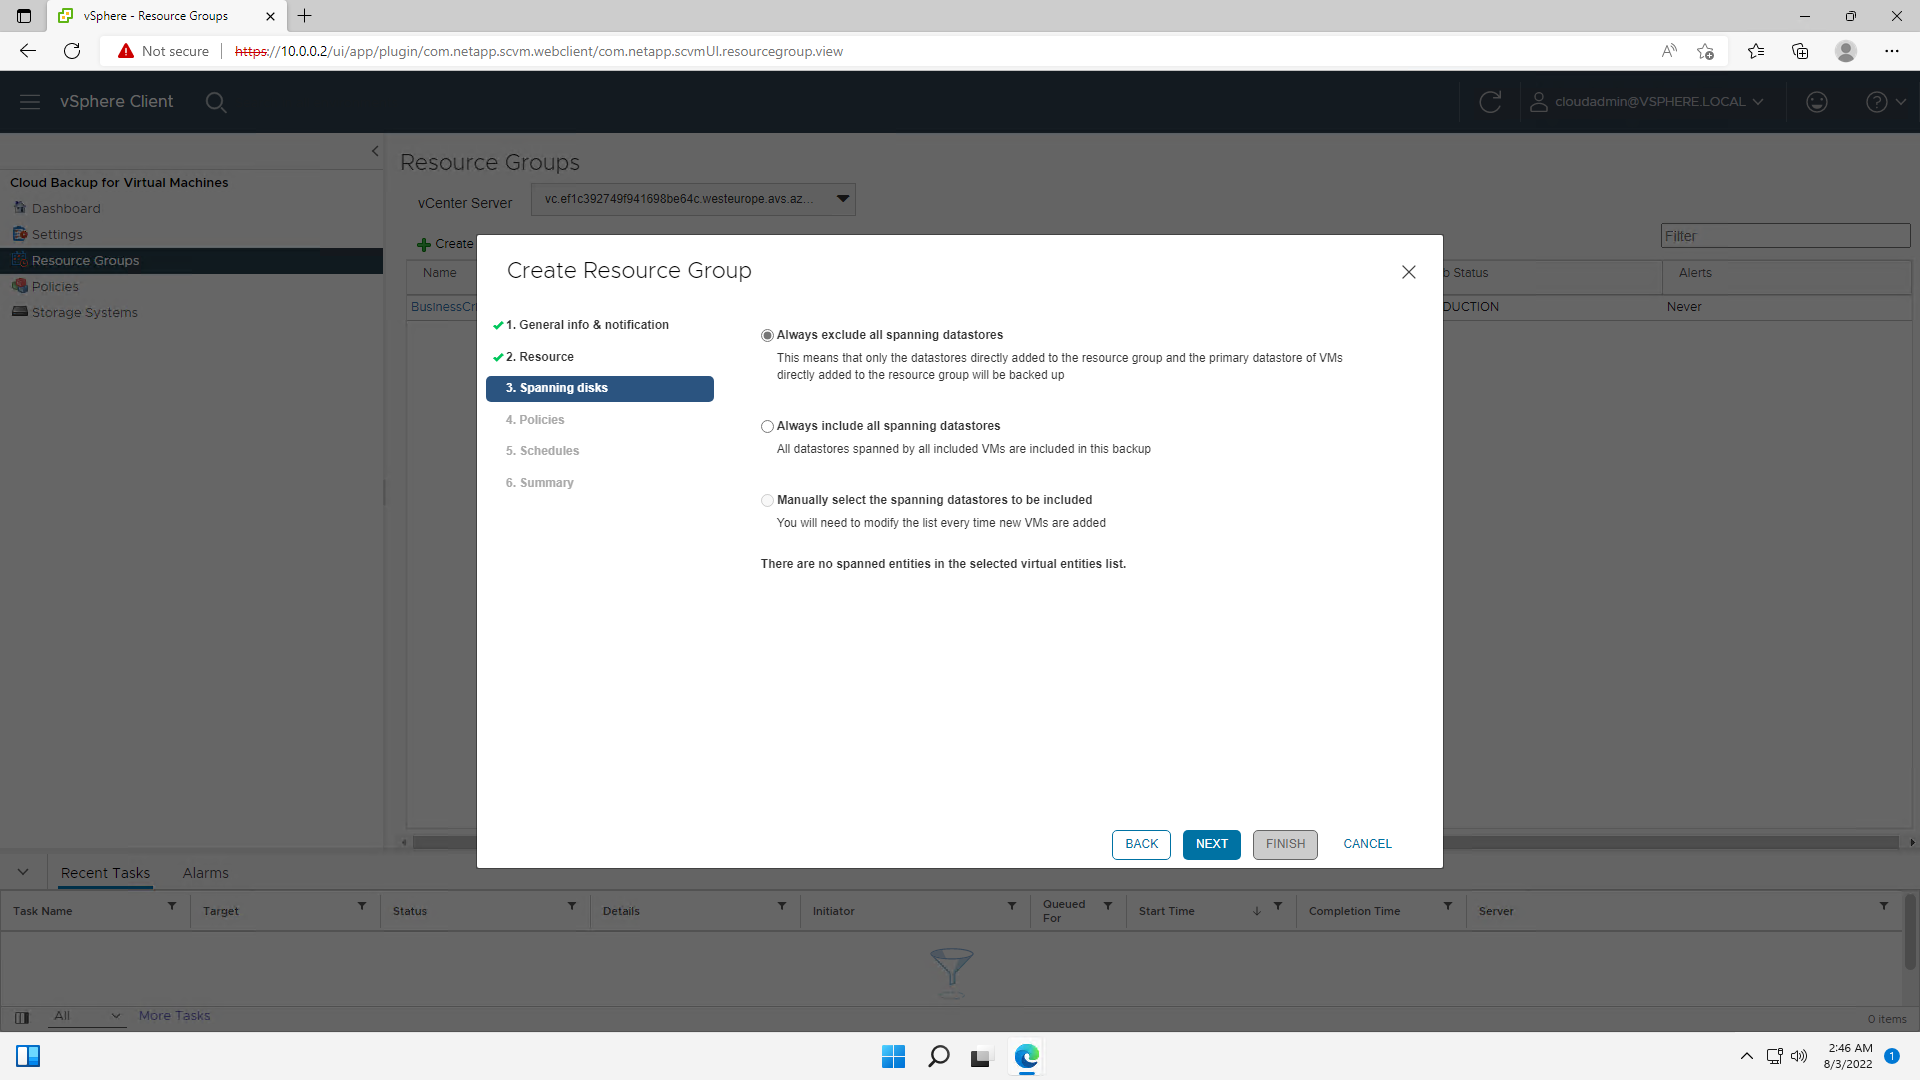 vSphere - Resource Groups
Not secure
https://10.0.0.2/ui/app/plugin/com.netapp.scvm.webclient/com.netapp.scvmUI.resourcegroup.view
vSphere Client
cloudadmin@VSPHERE.LOCAL
Cloud Backup for Virtual Machines
Dashboard
Settings
Resource Groups
Policies
Storage Systems
Resource Groups
vCenter Server
vc.ef1c392749f941698be64c.westeurope.avs.az...
Create
Filter
Name
b Status
Alerts
BusinessCri
DUCTION
Never
Create Resource Group
1. General info & notification
2. Resource
3. Spanning disks
4. Policies
5. Schedules
6. Summary
Always exclude all spanning datastores
This means that only the datastores directly added to the resource group and the primary datastore of VMs
directly added to the resource group will be backed up
Always include all spanning datastores
All datastores spanned by all included VMs are included in this backup
Manually select the spanning datastores to be included
You will need to modify the list every time new VMs are added
There are no spanned entities in the selected virtual entities list.
BACK
NEXT
FINISH
CANCEL
Recent Tasks
Alarms
Task Name
Target
Status
Details
Initiator
Queued
For
Start Time
Completion Time
Server
All
More Tasks
0 items
2:46 AM
8/3/2022
1